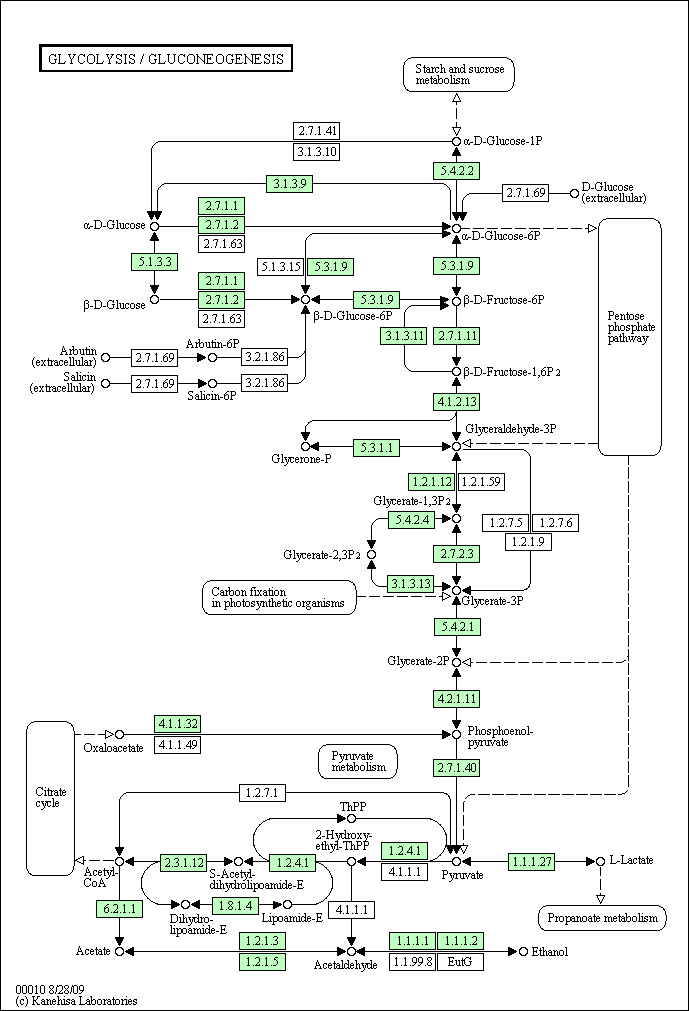 GLYCOLYSIS / GLUCONEOGENESIS
Starch and sucrose
metabolism
2.7.1.41
3.1.3.10
α-D-Glucose-1P
5.4.2.2
3.1.3.9
D-Glucose
(extracellular)
2.7.1.69
2.7.1.1
2.7.1.2
2.7.1.63
α-D-Glucose
α-D-Glucose-6P
5.1.3.3
5.1.3.15
5.3.1.9
5.3.1.9
2.7.1.1
2.7.1.2
2.7.1.63
β-D-Glucose
5.3.1.9
β-D-Glucose-6P
β-D-Fructose-6P
Pentose
phosphate
pathway
3.1.3.11
2.7.1.11
Arbutin
(extracellular)
2.7.1.69
Arbutin-6P
3.2.1.86
Salicin
(extracellular)
2.7.1.69
Salicin-6P
3.2.1.86
β-D-Fructose-1,6P2
4.1.2.13
Glyceraldehyde-3P
Glycerone-P
5.3.1.1
1.2.1.12
1.2.1.59
Glycerate-1,3P2
5.4.2.4
1.2.7.5
1.2.7.6
1.2.1.9
Glycerate-2,3P2
2.7.2.3
3.1.3.13
Carbon fixation
in photosynthetic organisms
Glycerate-3P
5.4.2.1
Glycerate-2P
4.2.1.11
4.1.1.32
4.1.1.49
Oxaloacetate
Phosphoenol-
pyruvate
Citrate
cycle
Pyruvate
metabolism
2.7.1.40
1.2.7.1
ThPP
2-Hydroxy-
ethyl-ThPP
2.3.1.12
1.2.4.1
1.2.4.1
4.1.1.1
1.1.1.27
L-Lactate
Acetyl-
CoA
S-Acetyl-
dihydrolipoamide-E
Pyruvate
6.2.1.1
1.8.1.4
4.1.1.1
Dihydro-
lipoamide-E
Lipoamide-E
Propanoate metabolism
Acetate
1.2.1.3
1.2.1.5
Acetaldehyde
1.1.1.1
1.1.1.2
1.1.99.8
EutG
Ethanol
00010 8/28/09
(c) Kanehisa Laboratories